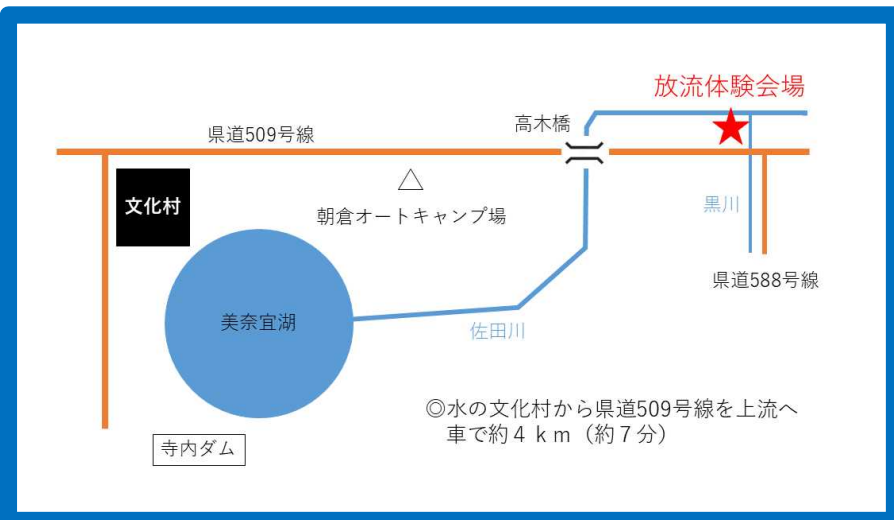 放流体験会場
高木橋
県道509号線
文化村
朝倉オートキャンプ場
黒川
県道588号線
美奈宜湖
佐田川
◎水の文化村から県道509号線を上流へ
車で約４ｋｍ（約７分）
寺内ダム